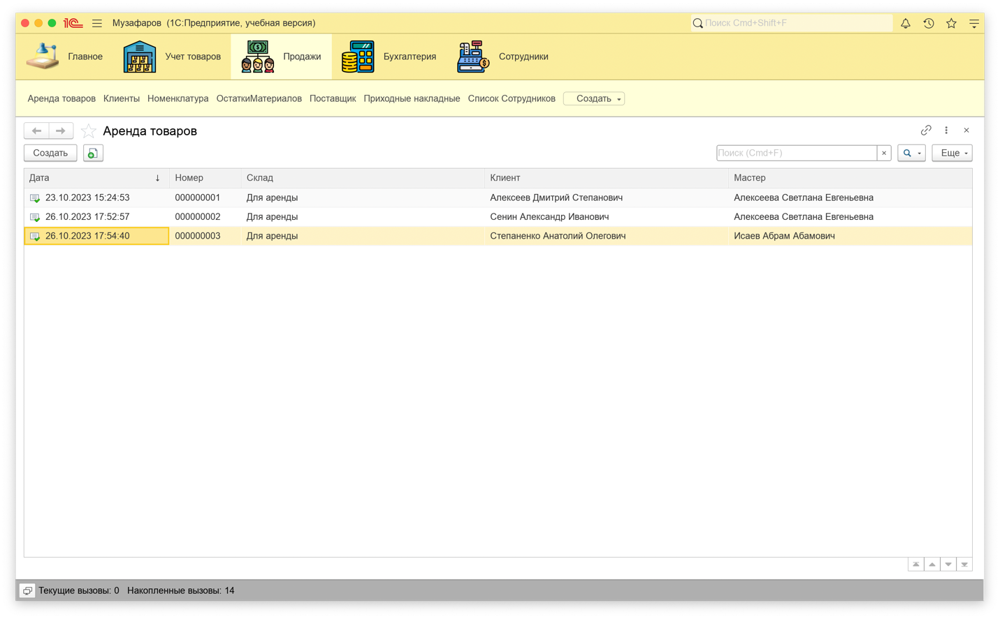 1С Музафаров (1С:Предприятие, учебная версия) Поиск Cmd+Shift+F
Главное Учет товаров Продажи Бухгалтерия Сотрудники
Аренда товаров Клиенты Номенклатура ОстаткиМатериалов Поставщик Приходные накладные Список Сотрудников Создать
Аренда товаров
Создать Поиск (Cmd+F) × Еще
Дата ↓ Номер Склад Клиент Мастер
23.10.2023 15:24:53 000000001 Для аренды Алексеев Дмитрий Степанович Алексеева Светлана Евгеньевна
26.10.2023 17:52:57 000000002 Для аренды Сенин Александр Иванович Алексеева Светлана Евгеньевна
26.10.2023 17:54:40 000000003 Для аренды Степаненко Анатолий Олегович Исаев Абрам Абамович
Текущие вызовы: 0 Накопленные вызовы: 14